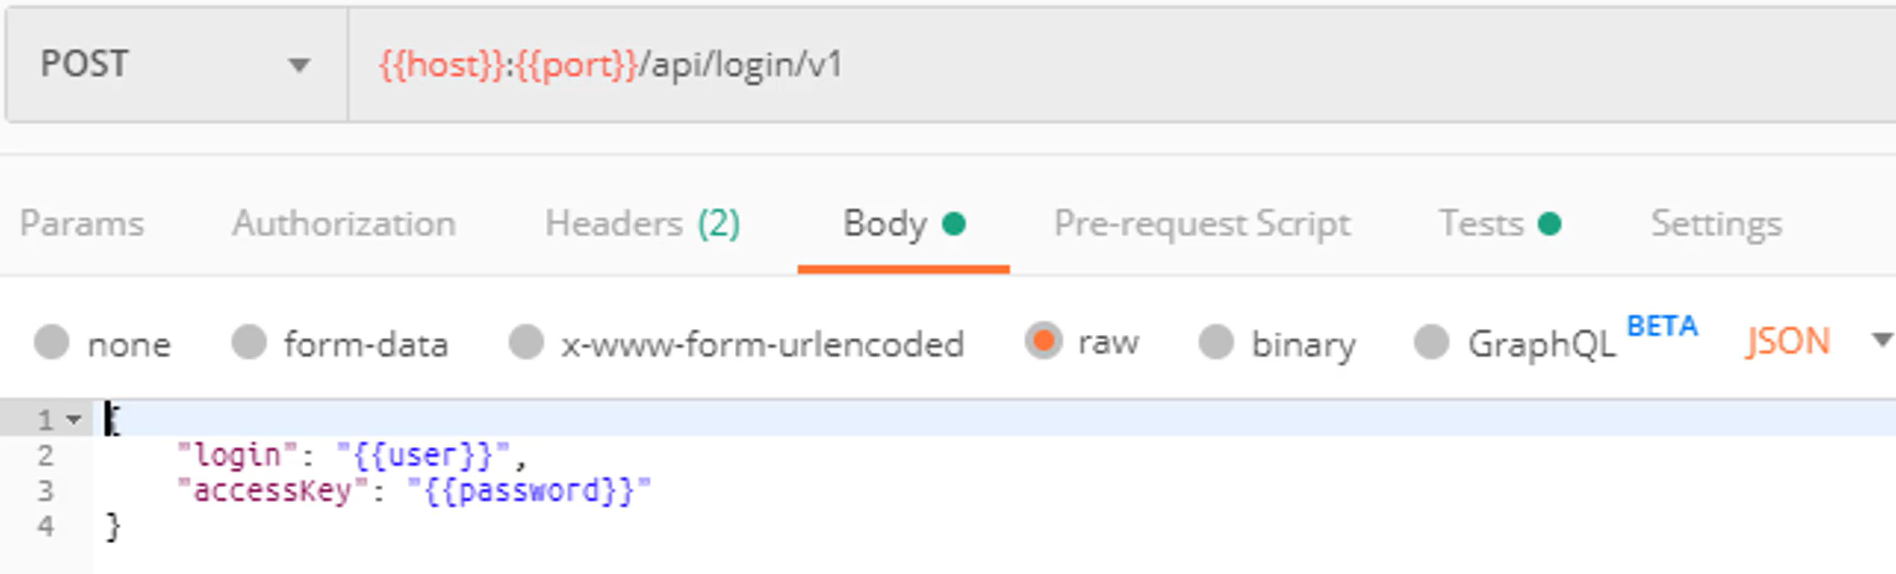 POST {{host}}:{{port}}/api/login/v1
Params Authorization Headers (2) Body Pre-request Script Tests Settings
none form-data x-www-form-urlencoded raw binary GraphQL BETA JSON
1 {
2 "login": "{{user}}",
3 "accessKey": "{{password}}"
4 }